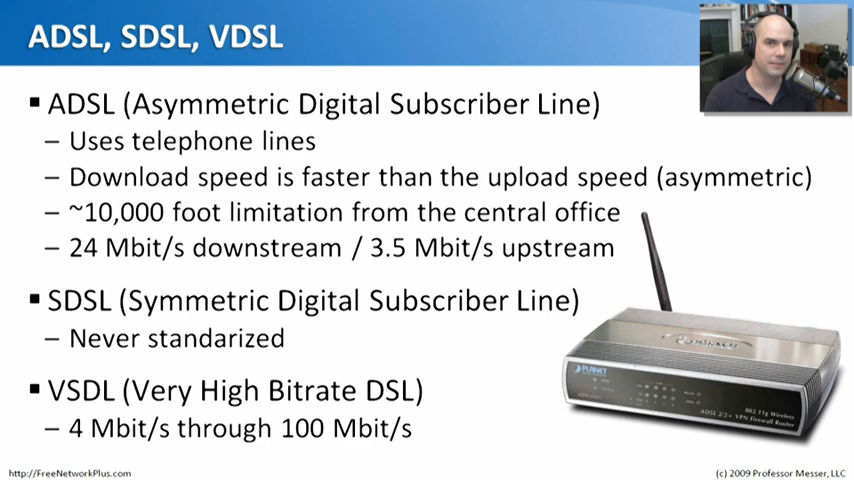 ADSL, SDSL, VDSL
▪ ADSL (Asymmetric Digital Subscriber Line)
– Uses telephone lines
– Download speed is faster than the upload speed (asymmetric)
– ~10,000 foot limitation from the central office
– 24 Mbit/s downstream / 3.5 Mbit/s upstream
▪ SDSL (Symmetric Digital Subscriber Line)
– Never standarized
▪ VSDL (Very High Bitrate DSL)
– 4 Mbit/s through 100 Mbit/s
PLANET
802.11g Wireless
ADSL 2/2+ VPN Firewall Router
http://FreeNetworkPlus.com
(c) 2009 Professor Messer, LLC